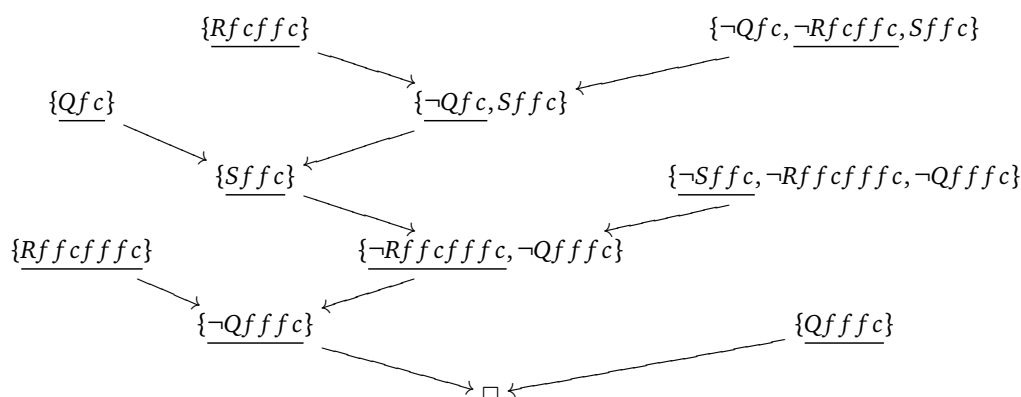 {Rfcffc} {¬Qfc, ¬Rfcffc, Sffc}
{Qfc} {¬Qfc, Sffc}
{Sffc} {¬Sffc, ¬Rffcfffc, ¬Qfffc}
{Rffcfffc} {¬Rffcfffc, ¬Qfffc}
{¬Qfffc} {Qfffc}
□